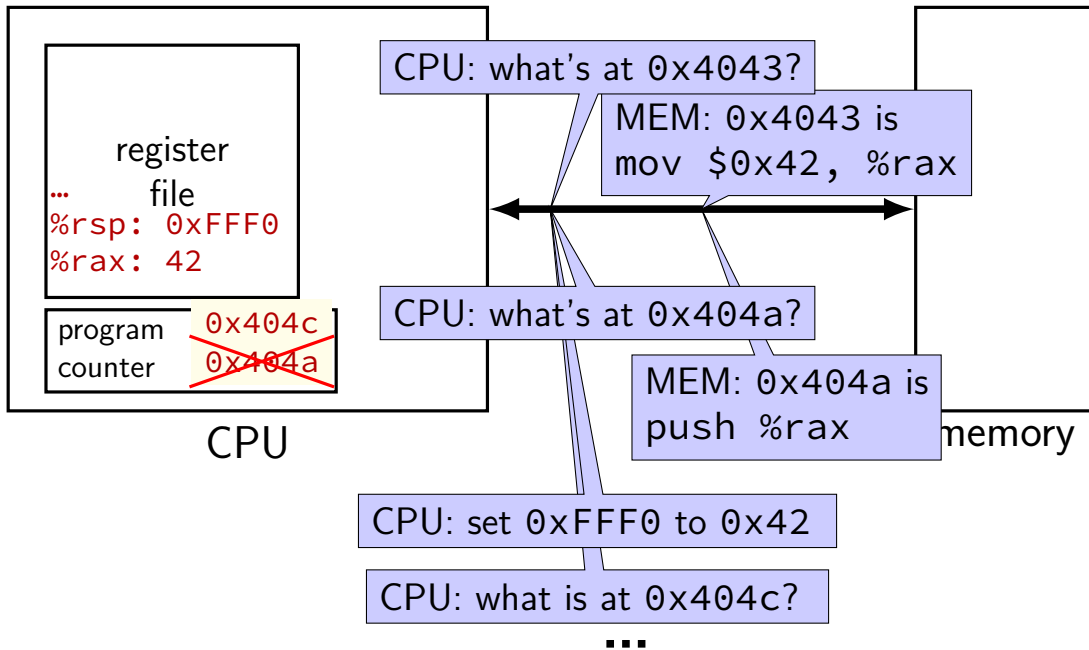 register
file
…
%rsp: 0xFFF0
%rax: 42
program
counter
0x404c
0x404a
CPU
CPU: what's at 0x4043?
MEM: 0x4043 is
mov $0x42, %rax
CPU: what's at 0x404a?
MEM: 0x404a is
push %rax
memory
CPU: set 0xFFF0 to 0x42
CPU: what is at 0x404c?
…